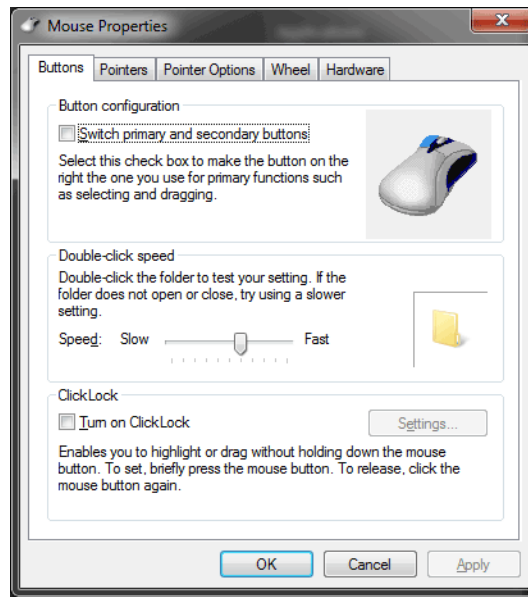 Mouse Properties
Buttons Pointers Pointer Options Wheel Hardware
Button configuration
Switch primary and secondary buttons
Select this check box to make the button on the
right the one you use for primary functions such
as selecting and dragging.
Double-click speed
Double-click the folder to test your setting. If the
folder does not open or close, try using a slower
setting.
Speed: Slow Fast
ClickLock
Turn on ClickLock Settings...
Enables you to highlight or drag without holding down the mouse
button. To set, briefly press the mouse button. To release, click the
mouse button again.
OK Cancel Apply